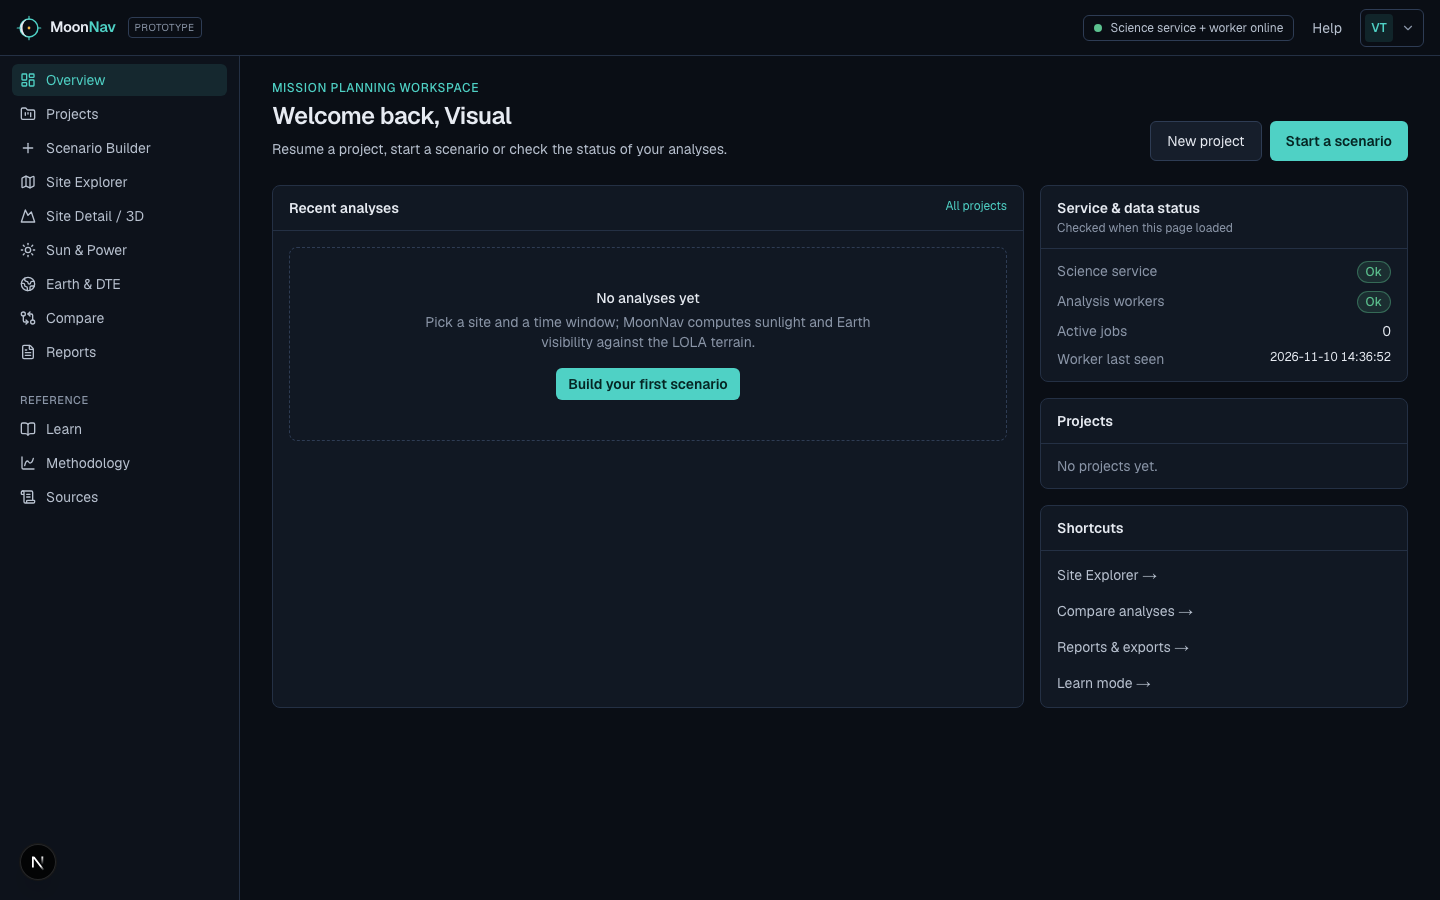 MoonNav PROTOTYPE
Science service + worker online
Help
VT
Overview
Projects
Scenario Builder
Site Explorer
Site Detail / 3D
Sun & Power
Earth & DTE
Compare
Reports
REFERENCE
Learn
Methodology
Sources
N
MISSION PLANNING WORKSPACE
Welcome back, Visual
Resume a project, start a scenario or check the status of your analyses.
New project
Start a scenario
Recent analyses
All projects
No analyses yet
Pick a site and a time window; MoonNav computes sunlight and Earth
visibility against the LOLA terrain.
Build your first scenario
Service & data status
Checked when this page loaded
Science service Ok
Analysis workers Ok
Active jobs 0
Worker last seen 2026-11-10 14:36:52
Projects
No projects yet.
Shortcuts
Site Explorer →
Compare analyses →
Reports & exports →
Learn mode →